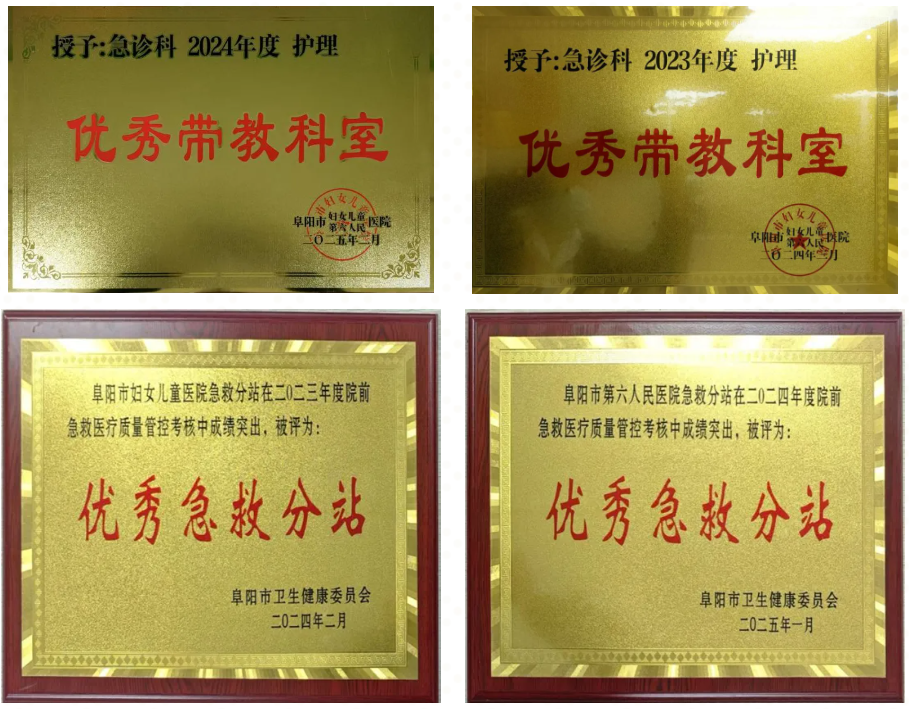 授予:急诊科 2024年度 护理
优秀带教科室
阜阳市妇女儿童医院
第六人民
二〇二五年二月
授予:急诊科 2023年度 护理
优秀带教科室
阜阳市妇女儿童医院
第六人民
二〇二四年二月
阜阳市妇女儿童医院急救分站在二〇二三年度院前
急救医疗质量管控考核中成绩突出，被评为：
优秀急救分站
阜阳市卫生健康委员会
二〇二四年二月
阜阳市第六人民医院急救分站在二〇二四年度院前
急救医疗质量管控考核中成绩突出，被评为：
优秀急救分站
阜阳市卫生健康委员会
二〇二五年一月